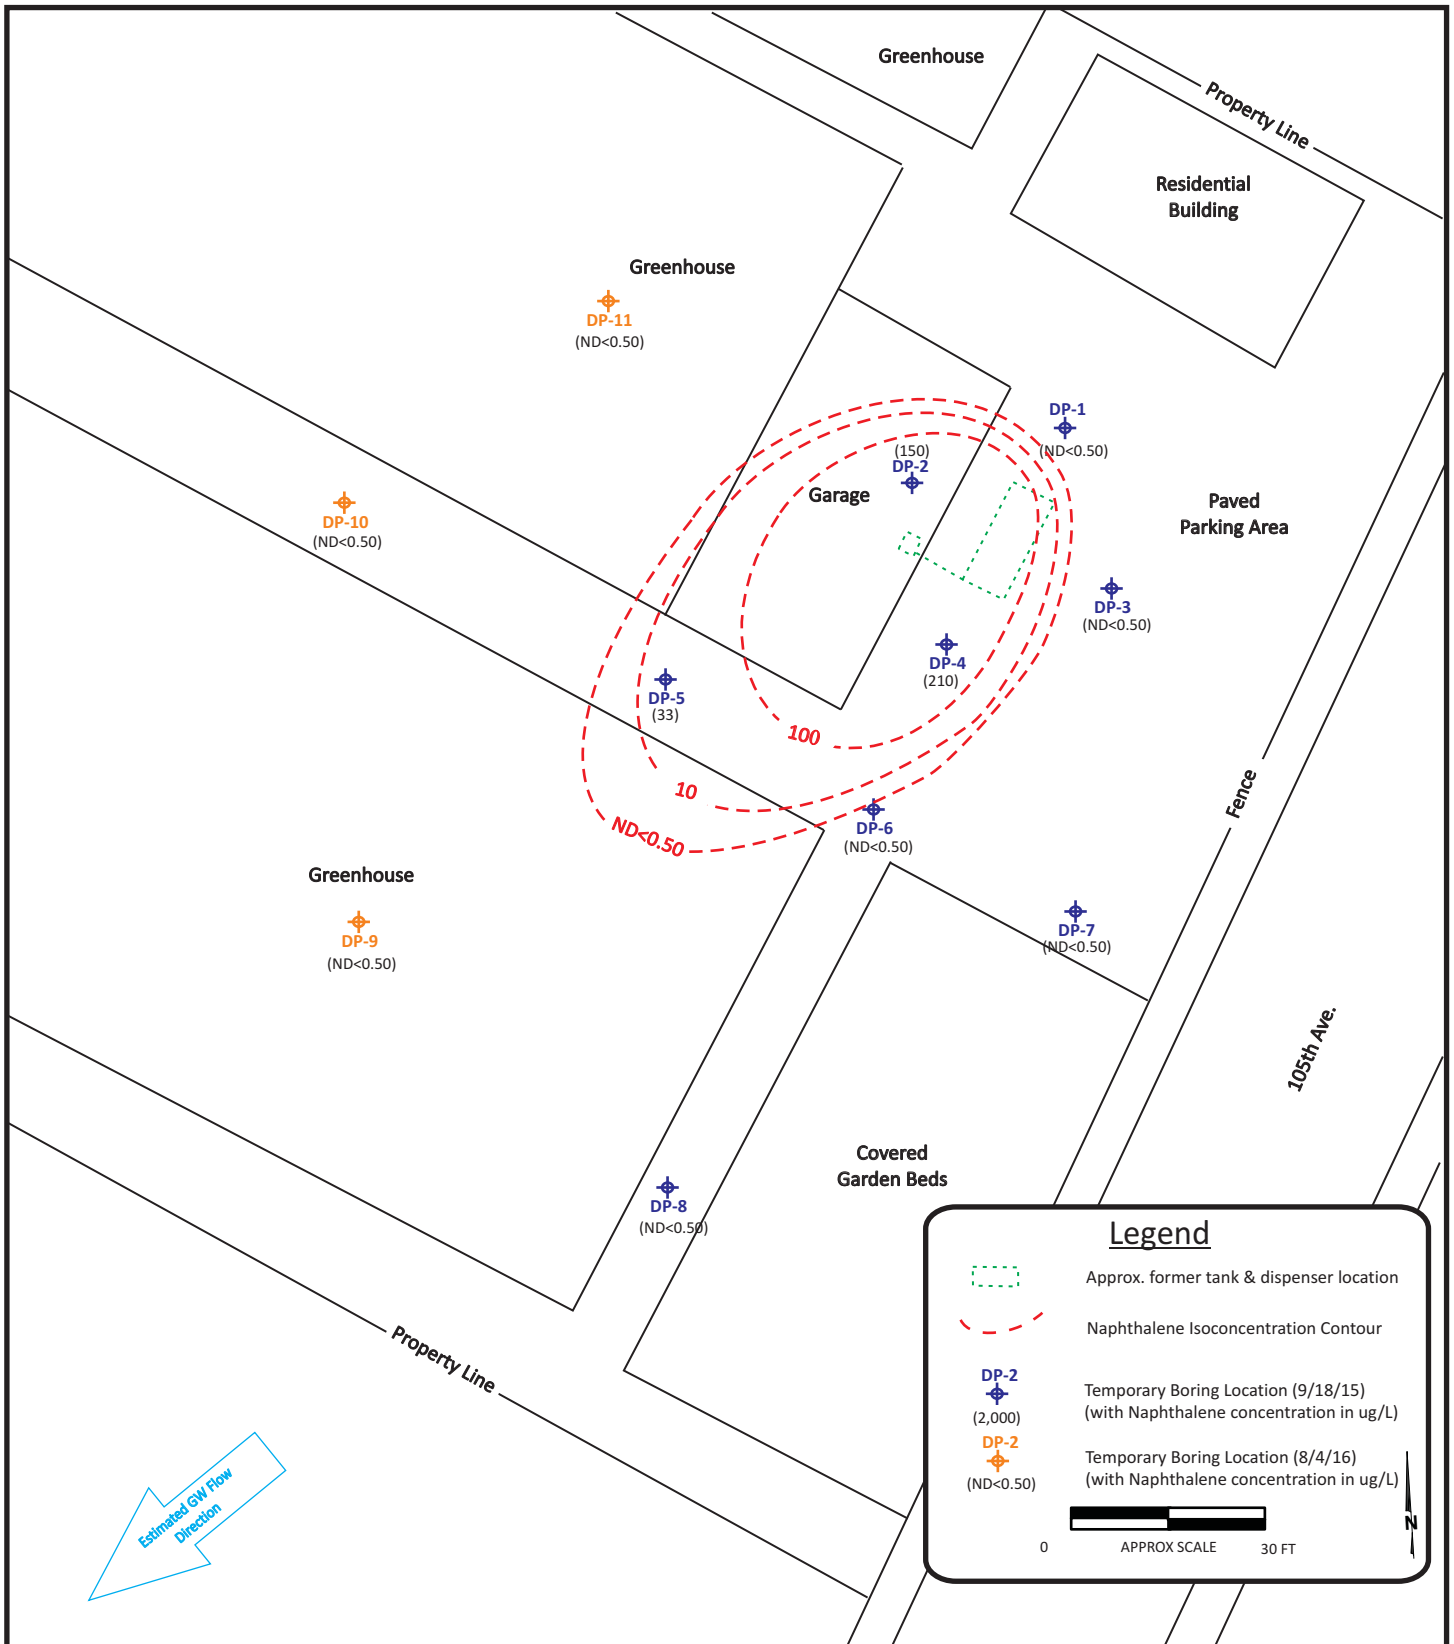 Greenhouse
Property Line
Residential
Building
Greenhouse
DP-11
(ND<0.50)
DP-1
(ND<0.50)
(150)
DP-2
Garage
Paved
Parking Area
DP-10
(ND<0.50)
DP-3
(ND<0.50)
DP-4
(210)
DP-5
(33)
100
10
Fence
ND<0.50
DP-6
(ND<0.50)
Greenhouse
DP-9
(ND<0.50)
DP-7
(ND<0.50)
105th Ave.
Covered
Garden Beds
DP-8
(ND<0.50)
Property Line
Estimated GW Flow
Direction
Legend
Approx. former tank & dispenser location
Naphthalene Isoconcentration Contour
DP-2
(2,000)
Temporary Boring Location (9/18/15)
(with Naphthalene concentration in ug/L)
DP-2
(ND<0.50)
Temporary Boring Location (8/4/16)
(with Naphthalene concentration in ug/L)
N
0 APPROX SCALE 30 FT